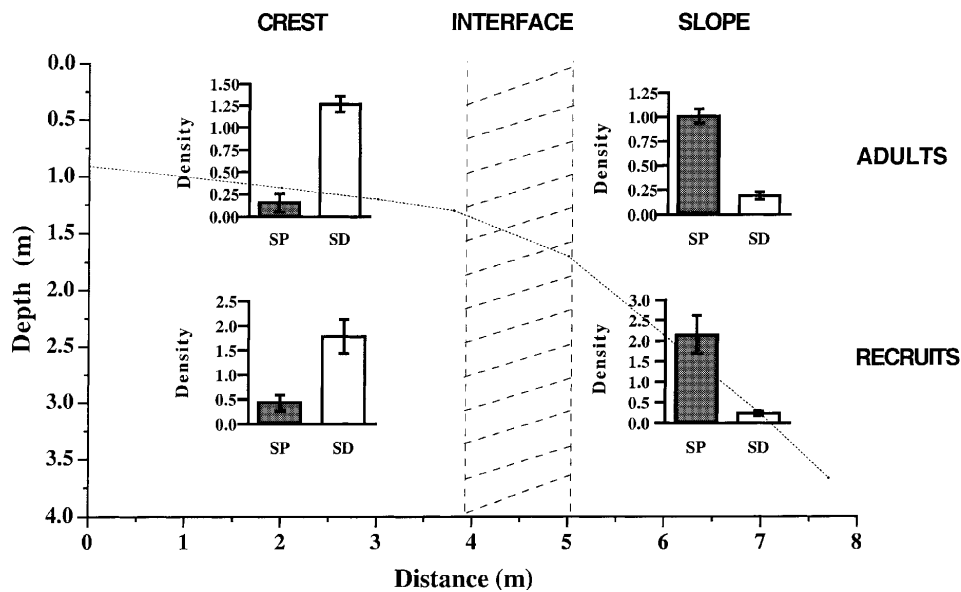 CREST INTERFACE SLOPE
0.0
0.5
1.0
1.5
2.0
2.5
3.0
3.5
4.0
Depth (m)
1.50
1.25
1.00
0.75
0.50
0.25
0.00
Density
SP SD
1.25
1.00
0.75
0.50
0.25
0.00
Density
SP SD
ADULTS
2.5
2.0
1.5
1.0
0.5
0.0
Density
SP SD
3.0
2.5
2.0
1.5
1.0
0.5
0.0
Density
SP SD
RECRUITS
0 1 2 3 4 5 6 7 8
Distance (m)